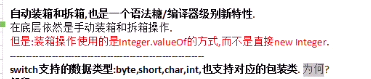 自动装箱和拆箱,也是一个语法糖/编译器级别新特性.
在底层依然是手动装箱和拆箱操作.
但是:装箱操作使用的是Integer.valueOf的方式,而不是直接new Integer.
--------------------------------------------------------
switch支持的数据类型:byte,short,char,int,也支持对应的包装类. 为何?